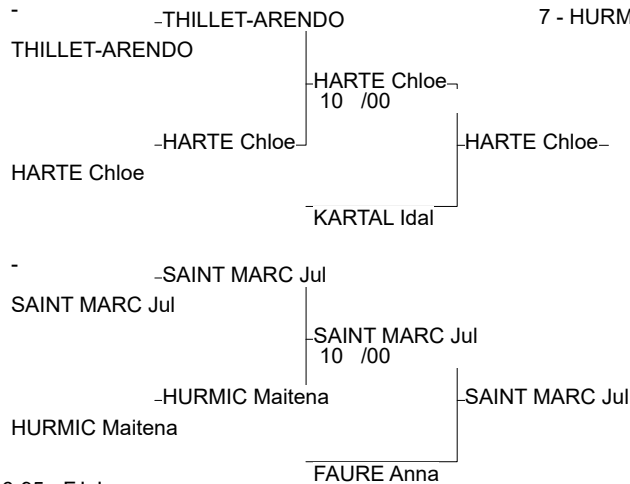 -
THILLET-ARENDO
7 - HURM
THILLET-ARENDO
HARTE Chloe
10 /00
HARTE Chloe
HARTE Chloe
HARTE Chloe
KARTAL Idal
-
SAINT MARC Jul
SAINT MARC Jul
SAINT MARC Jul
10 /00
HURMIC Maitena
SAINT MARC Jul
HURMIC Maitena
FAURE Anna